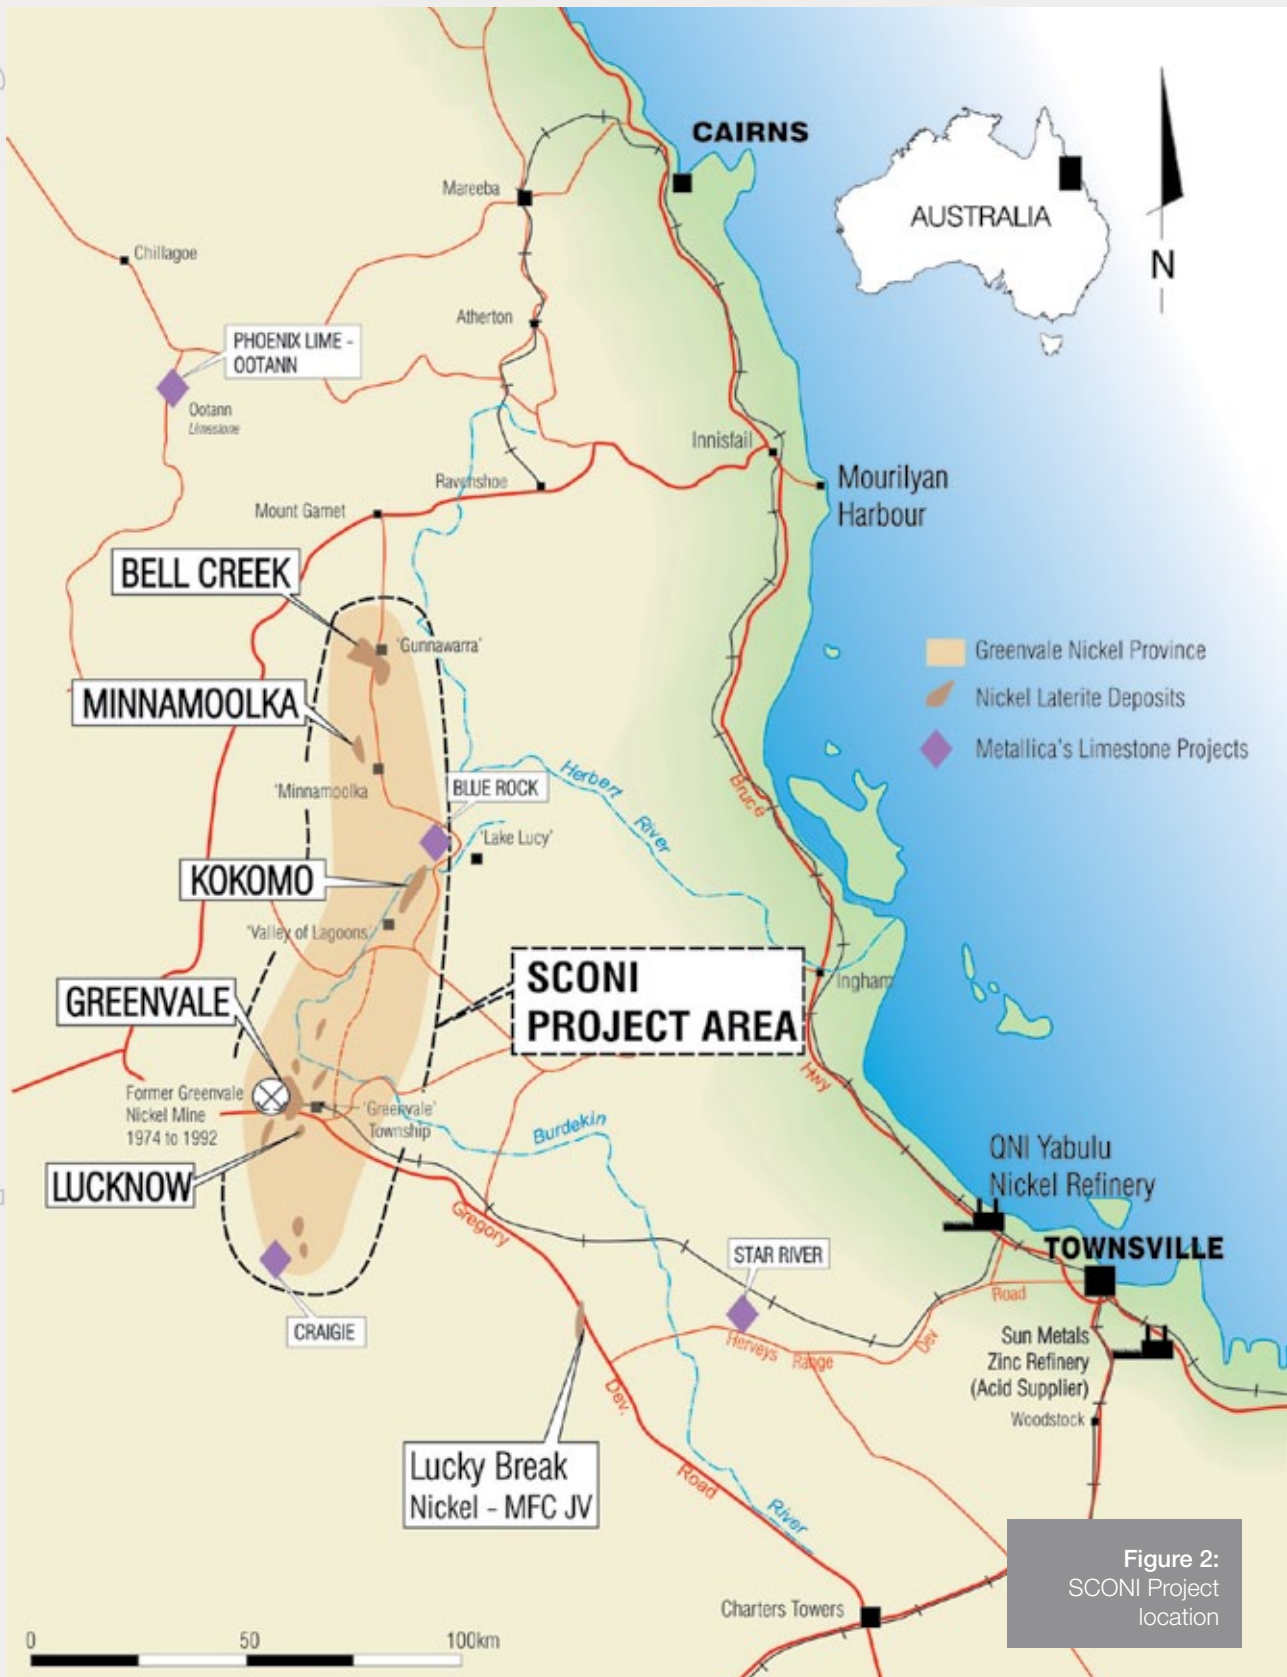 CAIRNS
Mareeba
AUSTRALIA
N
Chillagoe
Atherton
PHOENIX LIME -
OOTANN
Ootann
Limestone
Innisfail
Ravenshoe
Mourilyan
Harbour
Mount Garnet
BELL CREEK
'Gunnawarra'
Greenvale Nickel Province
MINNAMOOLKA
Nickel Laterite Deposits
Metallica's Limestone Projects
Herbert
River
'Minnamoolka
BLUE ROCK
Bruce
'Lake Lucy'
KOKOMO
'Valley of Lagoons
SCONI
PROJECT AREA
Ingham
GREENVALE
Hwy
Former Greenvale
Nickel Mine
1974 to 1992
'Greenvale'
Township
Burdekin
QNI Yabulu
Nickel Refinery
LUCKNOW
Gregory
STAR RIVER
TOWNSVILLE
Road
CRAIGIE
Herveys Range
Dev
Sun Metals
Zinc Refinery
(Acid Supplier)
Dev.
Woodstock
Lucky Break
Nickel - MFC JV
Road
River
Figure 2:
SCONI Project
location
Charters Towers
0 50 100km